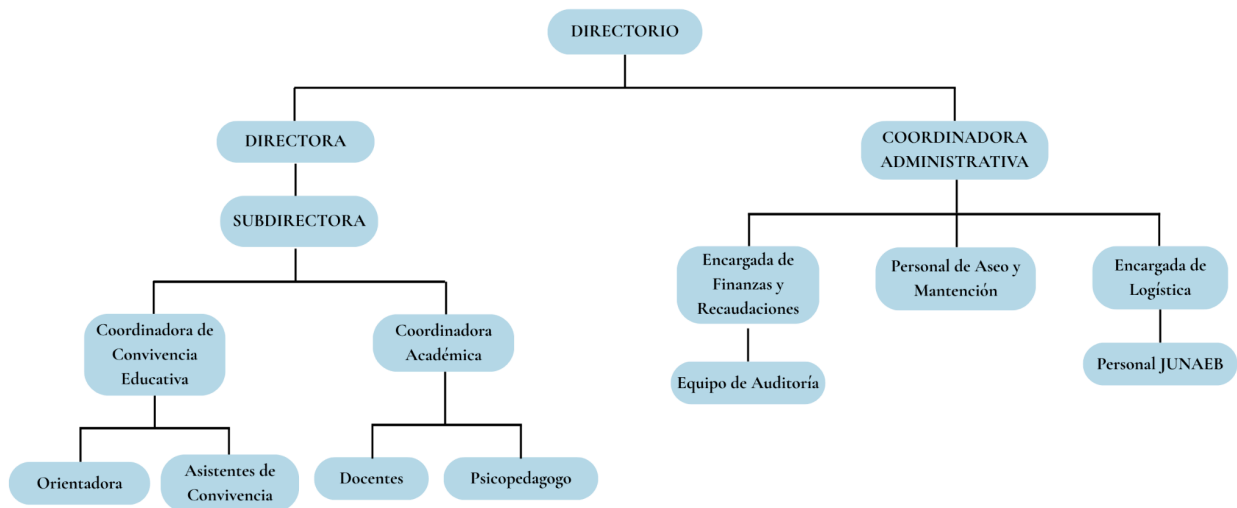 DIRECTORIO
DIRECTORA
COORDINADORA
ADMINISTRATIVA
SUBDIRECTORA
Encargada de
Finanzas y
Recaudaciones
Personal de Aseo y
Mantención
Encargada de
Logística
Coordinadora de
Convivencia
Educativa
Coordinadora
Académica
Equipo de Auditoría
Personal JUNAEB
Orientadora
Asistentes de
Convivencia
Docentes
Psicopedagogo